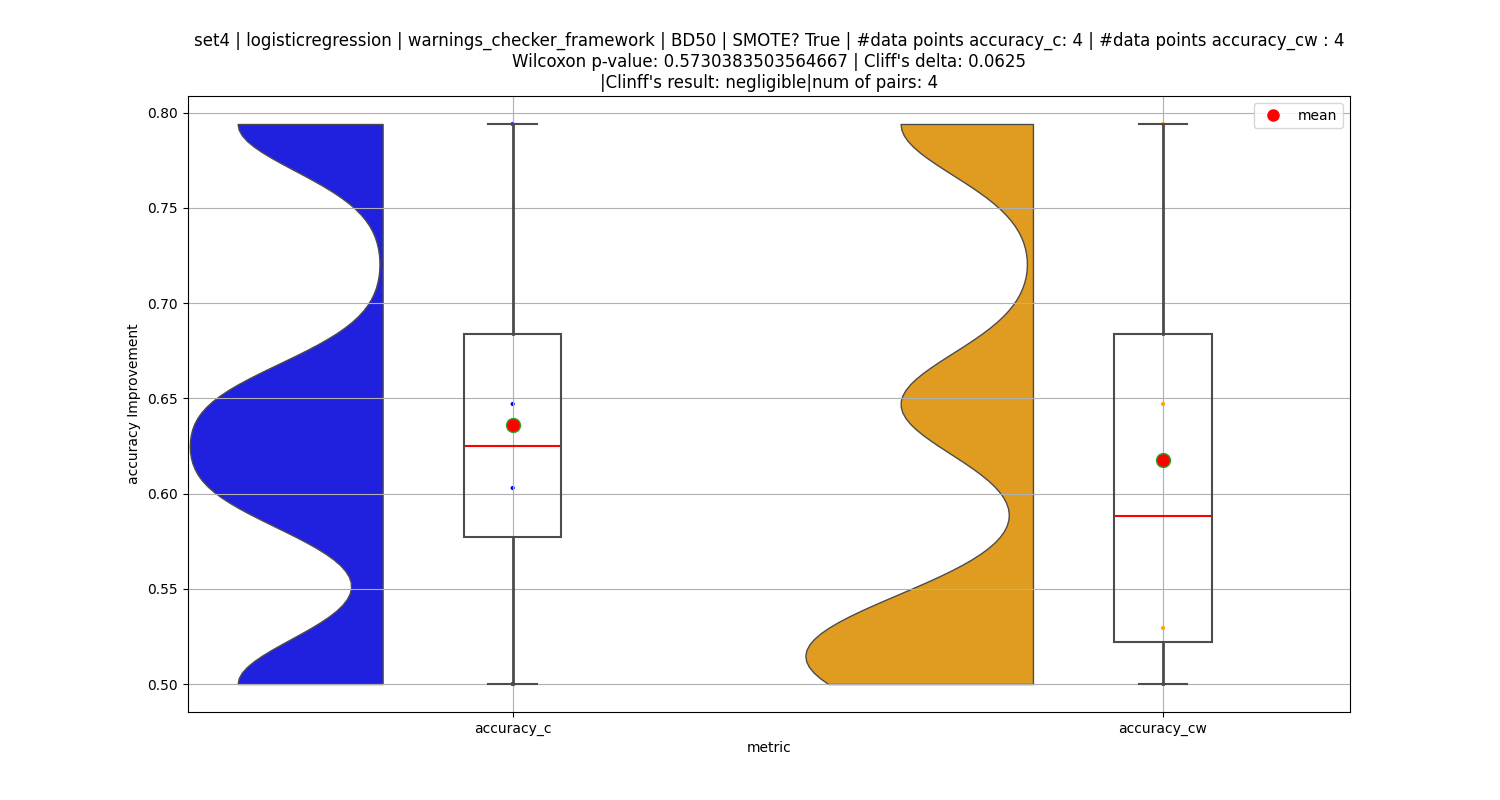 set4 | logisticregression | warnings_checker_framework | BD50 | SMOTE? True | #data points accuracy_c: 4 | #data points accuracy_cw : 4
Wilcoxon p-value: 0.5730383503564667 | Cliff's delta: 0.0625
|Clinff's result: negligible|num of pairs: 4
mean
0.80
0.75
0.70
0.65
0.60
0.55
0.50
accuracy Improvement
accuracy_c
accuracy_cw
metric